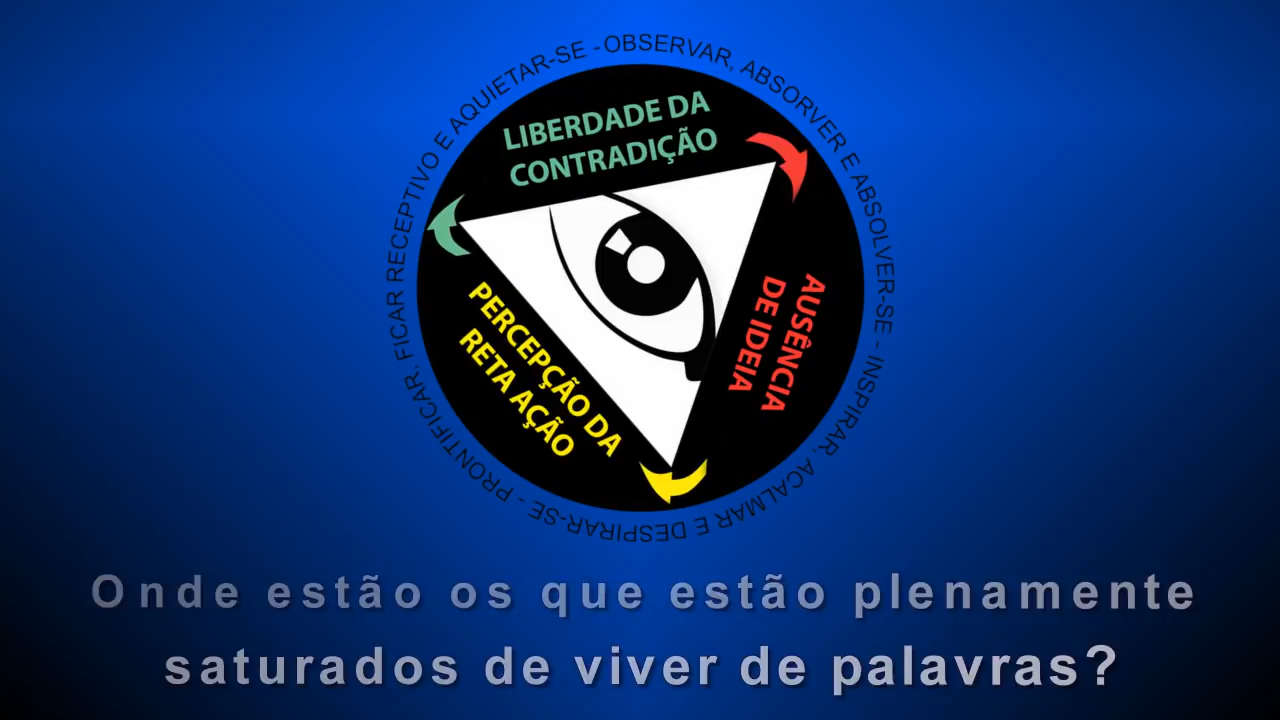 OBSERVAR, ABSORVER E ABSOLVER-SE - INSPIRAR, ACALMAR E DESPIRAR-SE - PRONTIFICAR, FICAR RECEPTIVO E AQUIETAR-SE -
LIBERDADE DA
CONTRADIÇÃO
AUSÊNCIA
DE IDEIA
PERCEPÇÃO DA
RETA AÇÃO
Onde estão os que estão plenamente
saturados de viver de palavras?